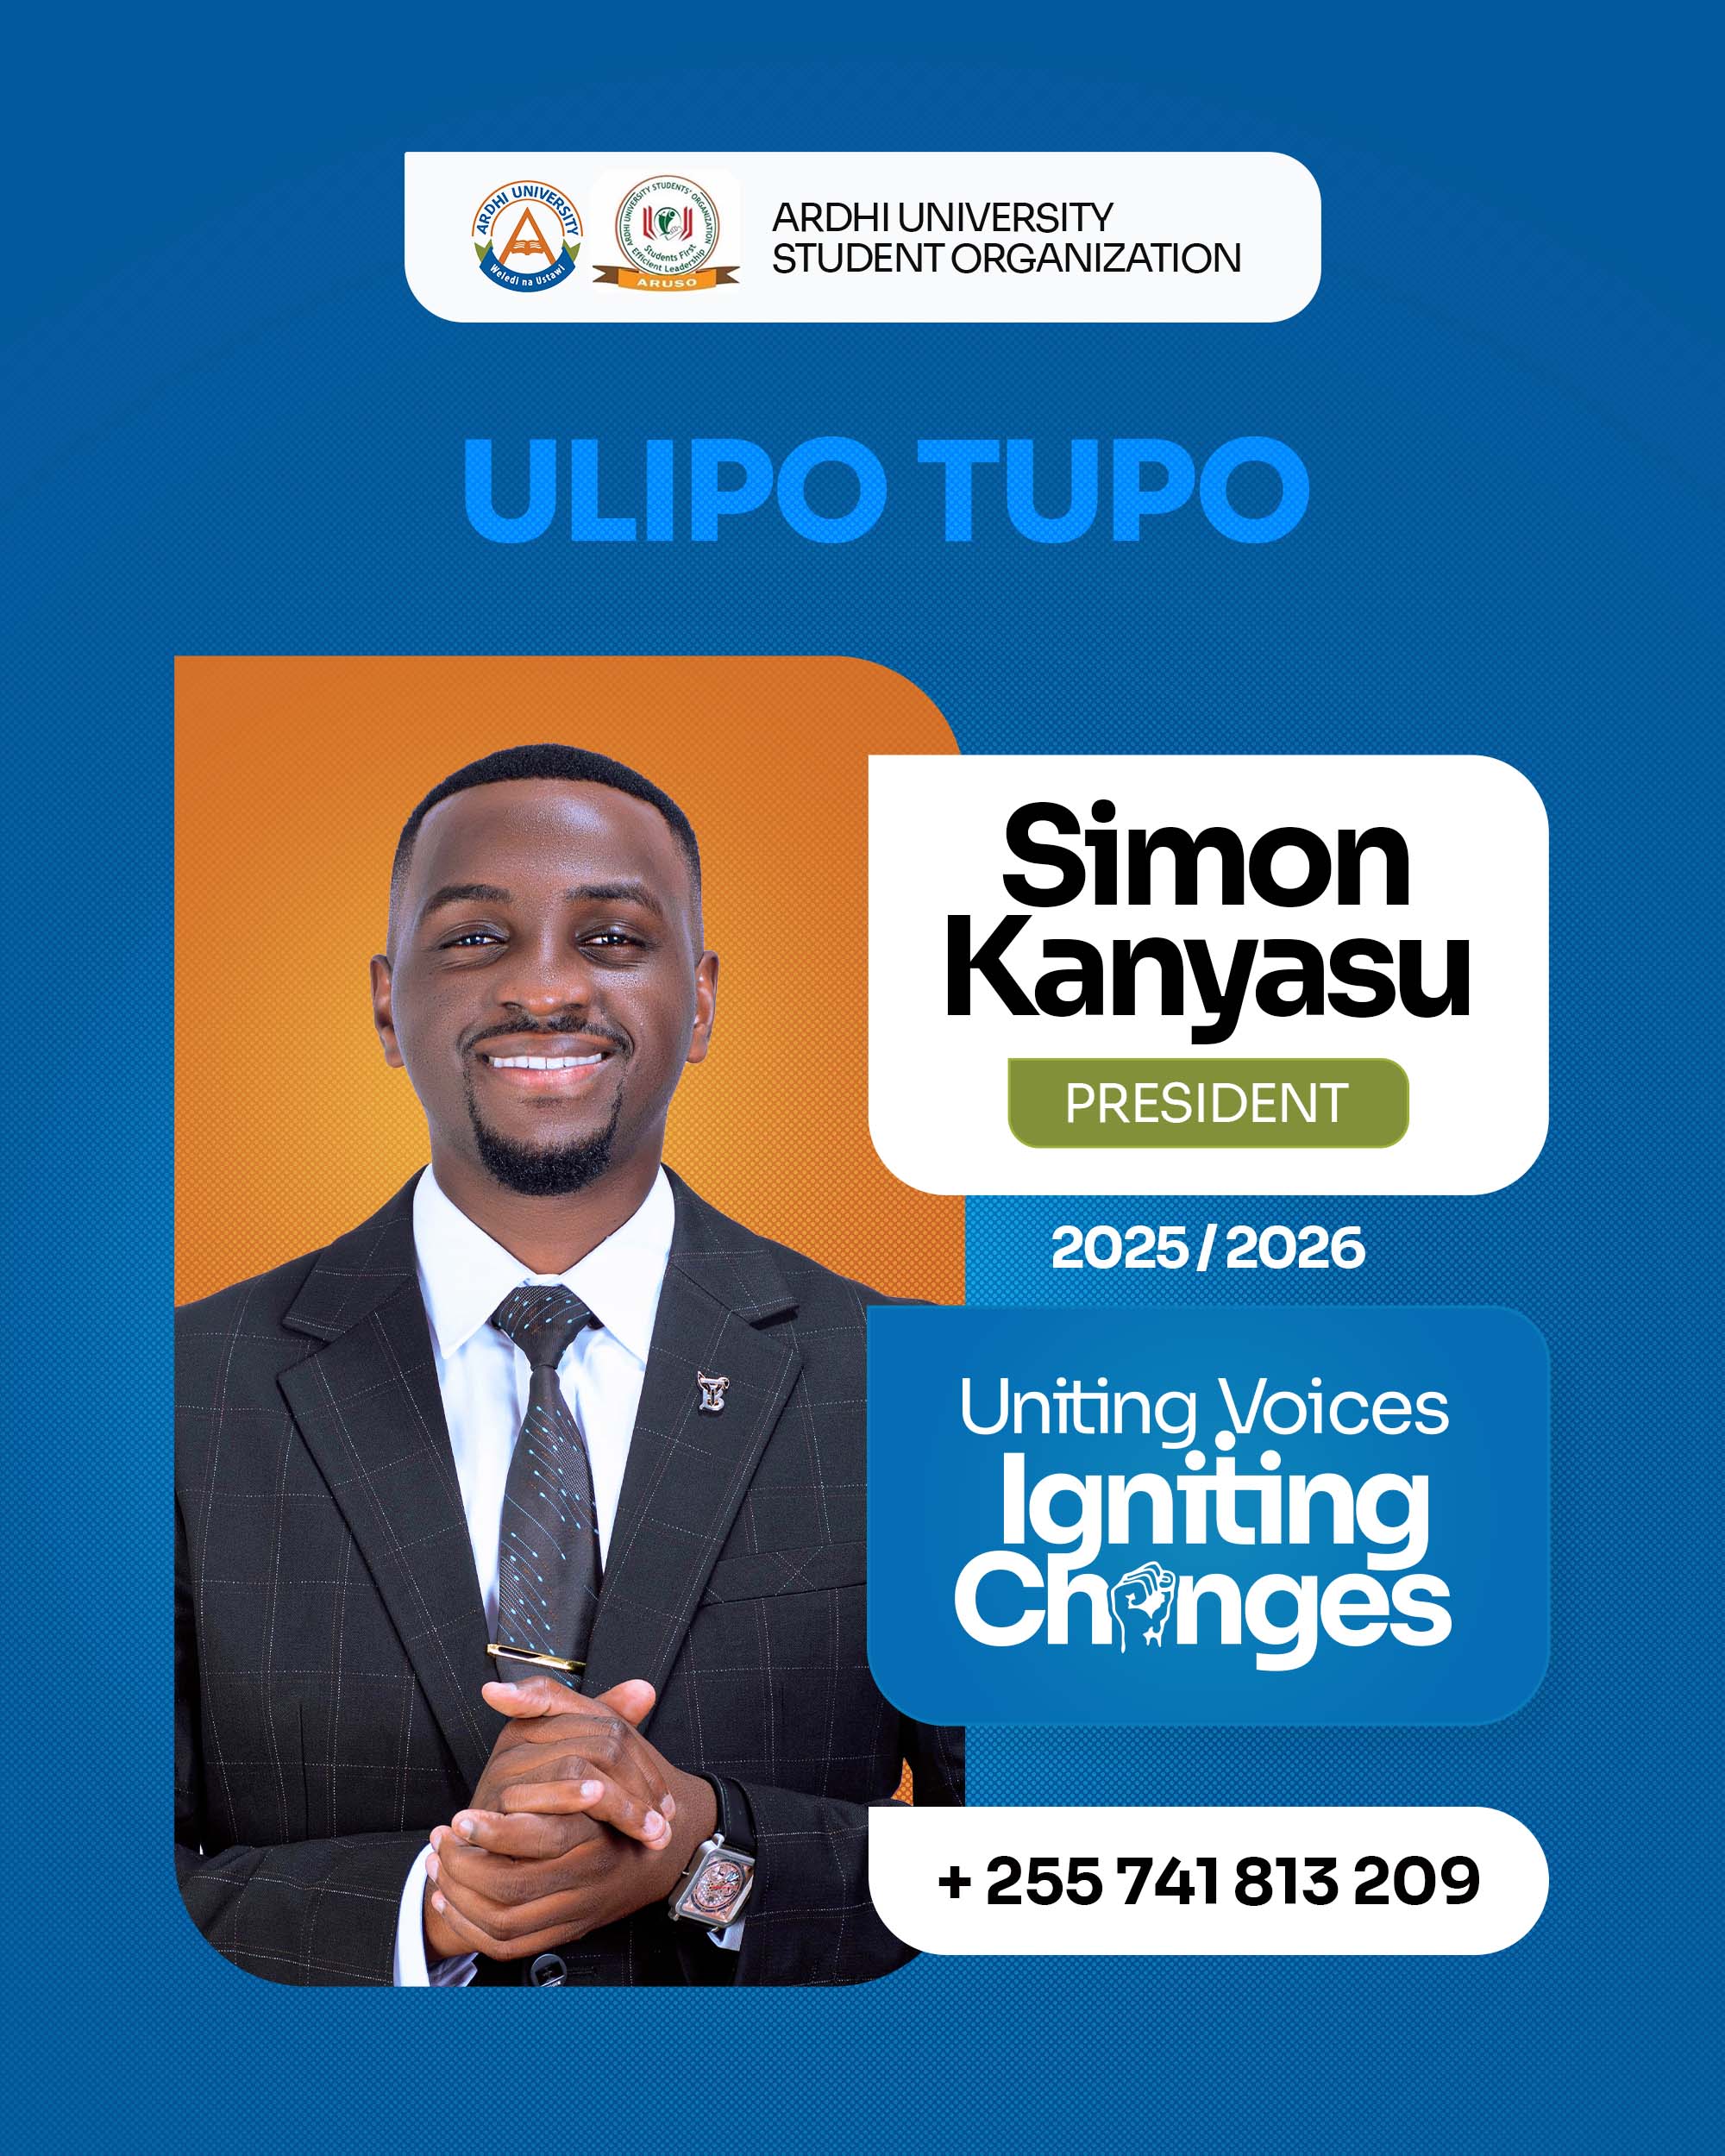 ARDHI UNIVERSITY
Weledi na Ustawi
ARDHI UNIVERSITY STUDENTS' ORGANIZATION
Students First
Efficient Leadership
ARUSO
ARDHI UNIVERSITY
STUDENT ORGANIZATION
ULIPO TUPO
Simon
Kanyasu
PRESIDENT
2025 / 2026
Uniting Voices
Igniting
Changes
+ 255 741 813 209